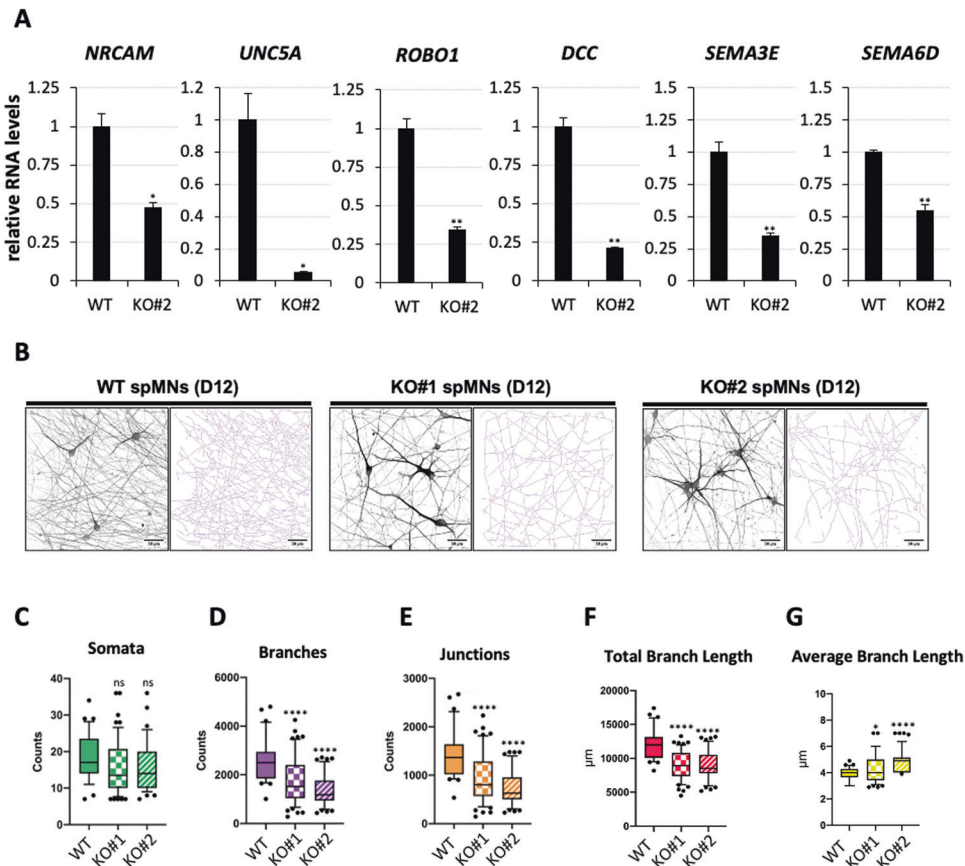 A
NRCAM UNC5A ROBO1 DCC SEMA3E SEMA6D
relative RNA levels
1.25 1.2 1.25 1.25 1.5 1.5
1 1 1 1 1.25 1.25
0.75 0.8 0.75 0.75 1 1
0.5 0.6 0.5 0.5 0.75 0.75
0.25 0.4 0.25 0.25 0.5 0.5
0 0.2 0 0 0.25 0.25
0 0 0
* * ** ** ** **
WT KO#2 WT KO#2 WT KO#2 WT KO#2 WT KO#2 WT KO#2
B
WT spMNs (D12) KO#1 spMNs (D12) KO#2 spMNs (D12)
C D E F G
Somata Branches Junctions Total Branch Length Average Branch Length
Counts
40
30
20
10
0
ns ns
WT KO#1 KO#2
Counts
6000
4000
2000
0
**** ****
WT KO#1 KO#2
Counts
3000
2000
1000
0
**** ****
WT KO#1 KO#2
µm
20000
15000
10000
5000
0
**** ****
WT KO#1 KO#2
µm
10
8
6
4
2
0
* ****
WT KO#1 KO#2